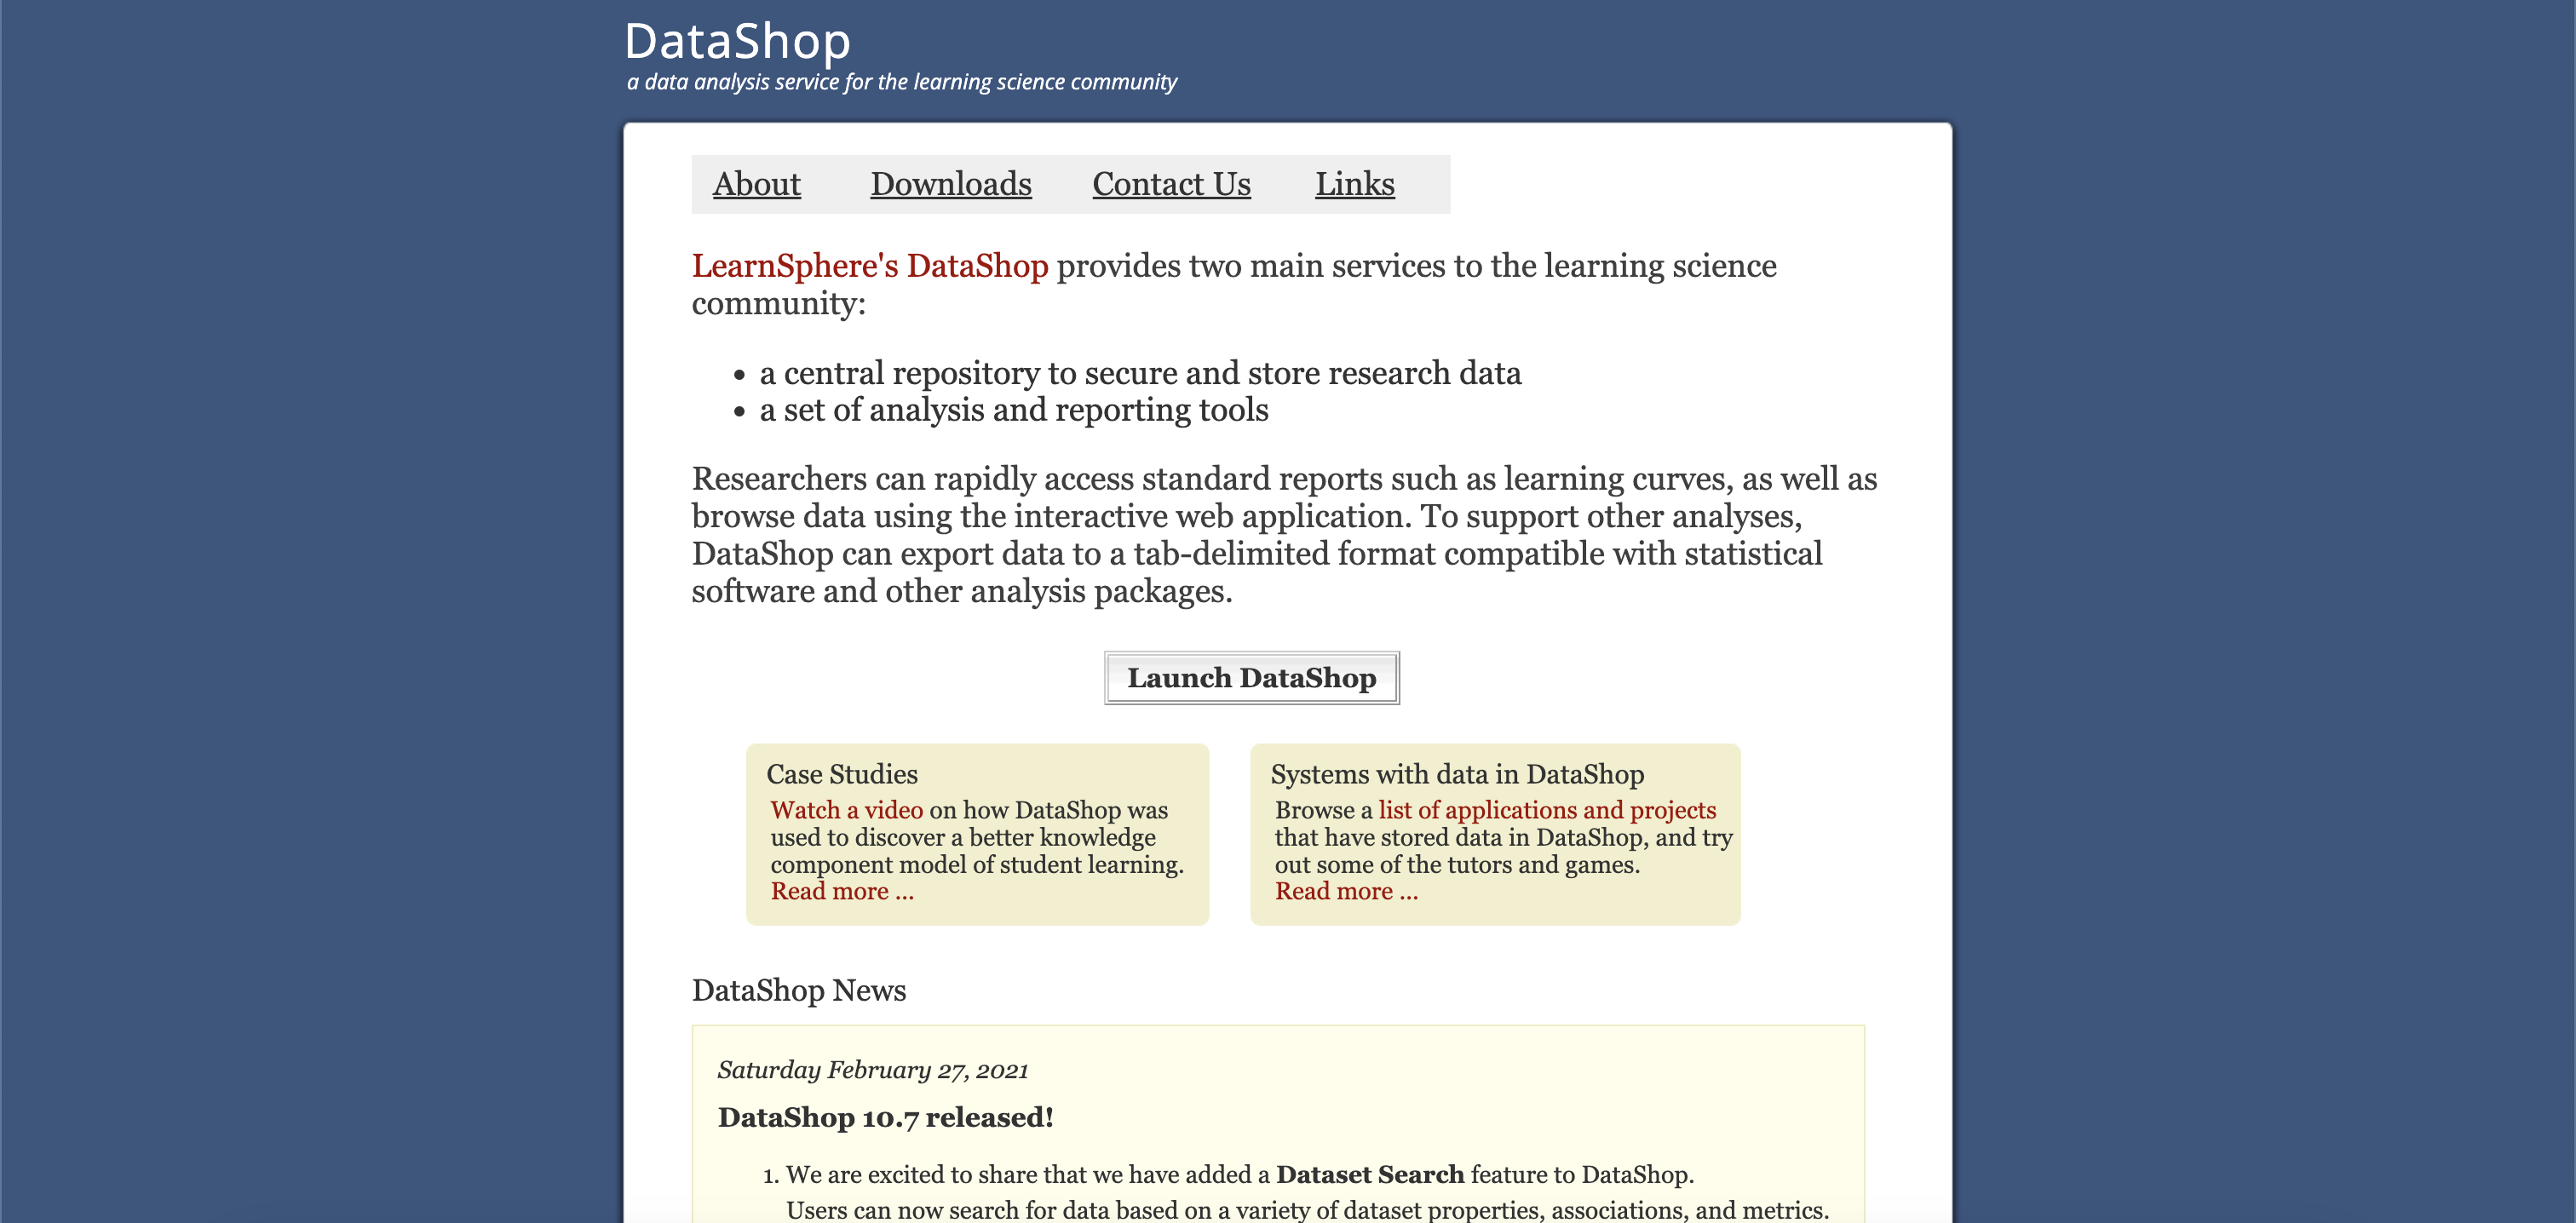 DataShop
a data analysis service for the learning science community
About Downloads Contact Us Links
LearnSphere's DataShop provides two main services to the learning science
community:
• a central repository to secure and store research data
• a set of analysis and reporting tools
Researchers can rapidly access standard reports such as learning curves, as well as
browse data using the interactive web application. To support other analyses,
DataShop can export data to a tab-delimited format compatible with statistical
software and other analysis packages.
Launch DataShop
Case Studies
Watch a video on how DataShop was
used to discover a better knowledge
component model of student learning.
Read more ...
Systems with data in DataShop
Browse a list of applications and projects
that have stored data in DataShop, and try
out some of the tutors and games.
Read more ...
DataShop News
Saturday February 27, 2021
DataShop 10.7 released!
1. We are excited to share that we have added a Dataset Search feature to DataShop.
Users can now search for data based on a variety of dataset properties, associations, and metrics.